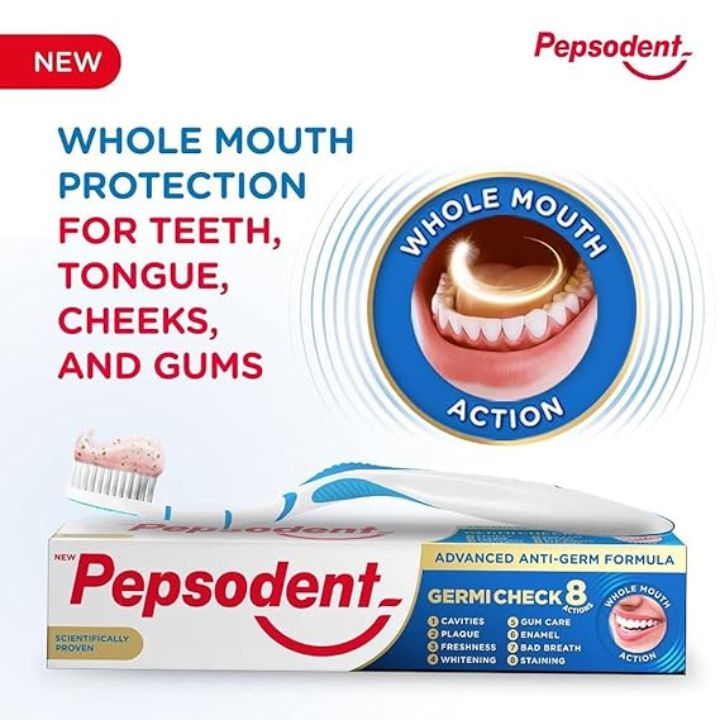 NEW
Pepsodent
WHOLE MOUTH
PROTECTION
FOR TEETH,
TONGUE,
CHEEKS,
AND GUMS
WHOLE MOUTH
ACTION
NEW
Pepsodent
SCIENTIFICALLY
PROVEN
ADVANCED ANTI-GERM FORMULA
GERMICHECK 8
ACTIONS
1 CAVITIES
2 PLAQUE
3 FRESHNESS
4 WHITENING
5 GUM CARE
6 ENAMEL
7 BAD BREATH
8 STAINING
WHOLE MOUTH
ACTION